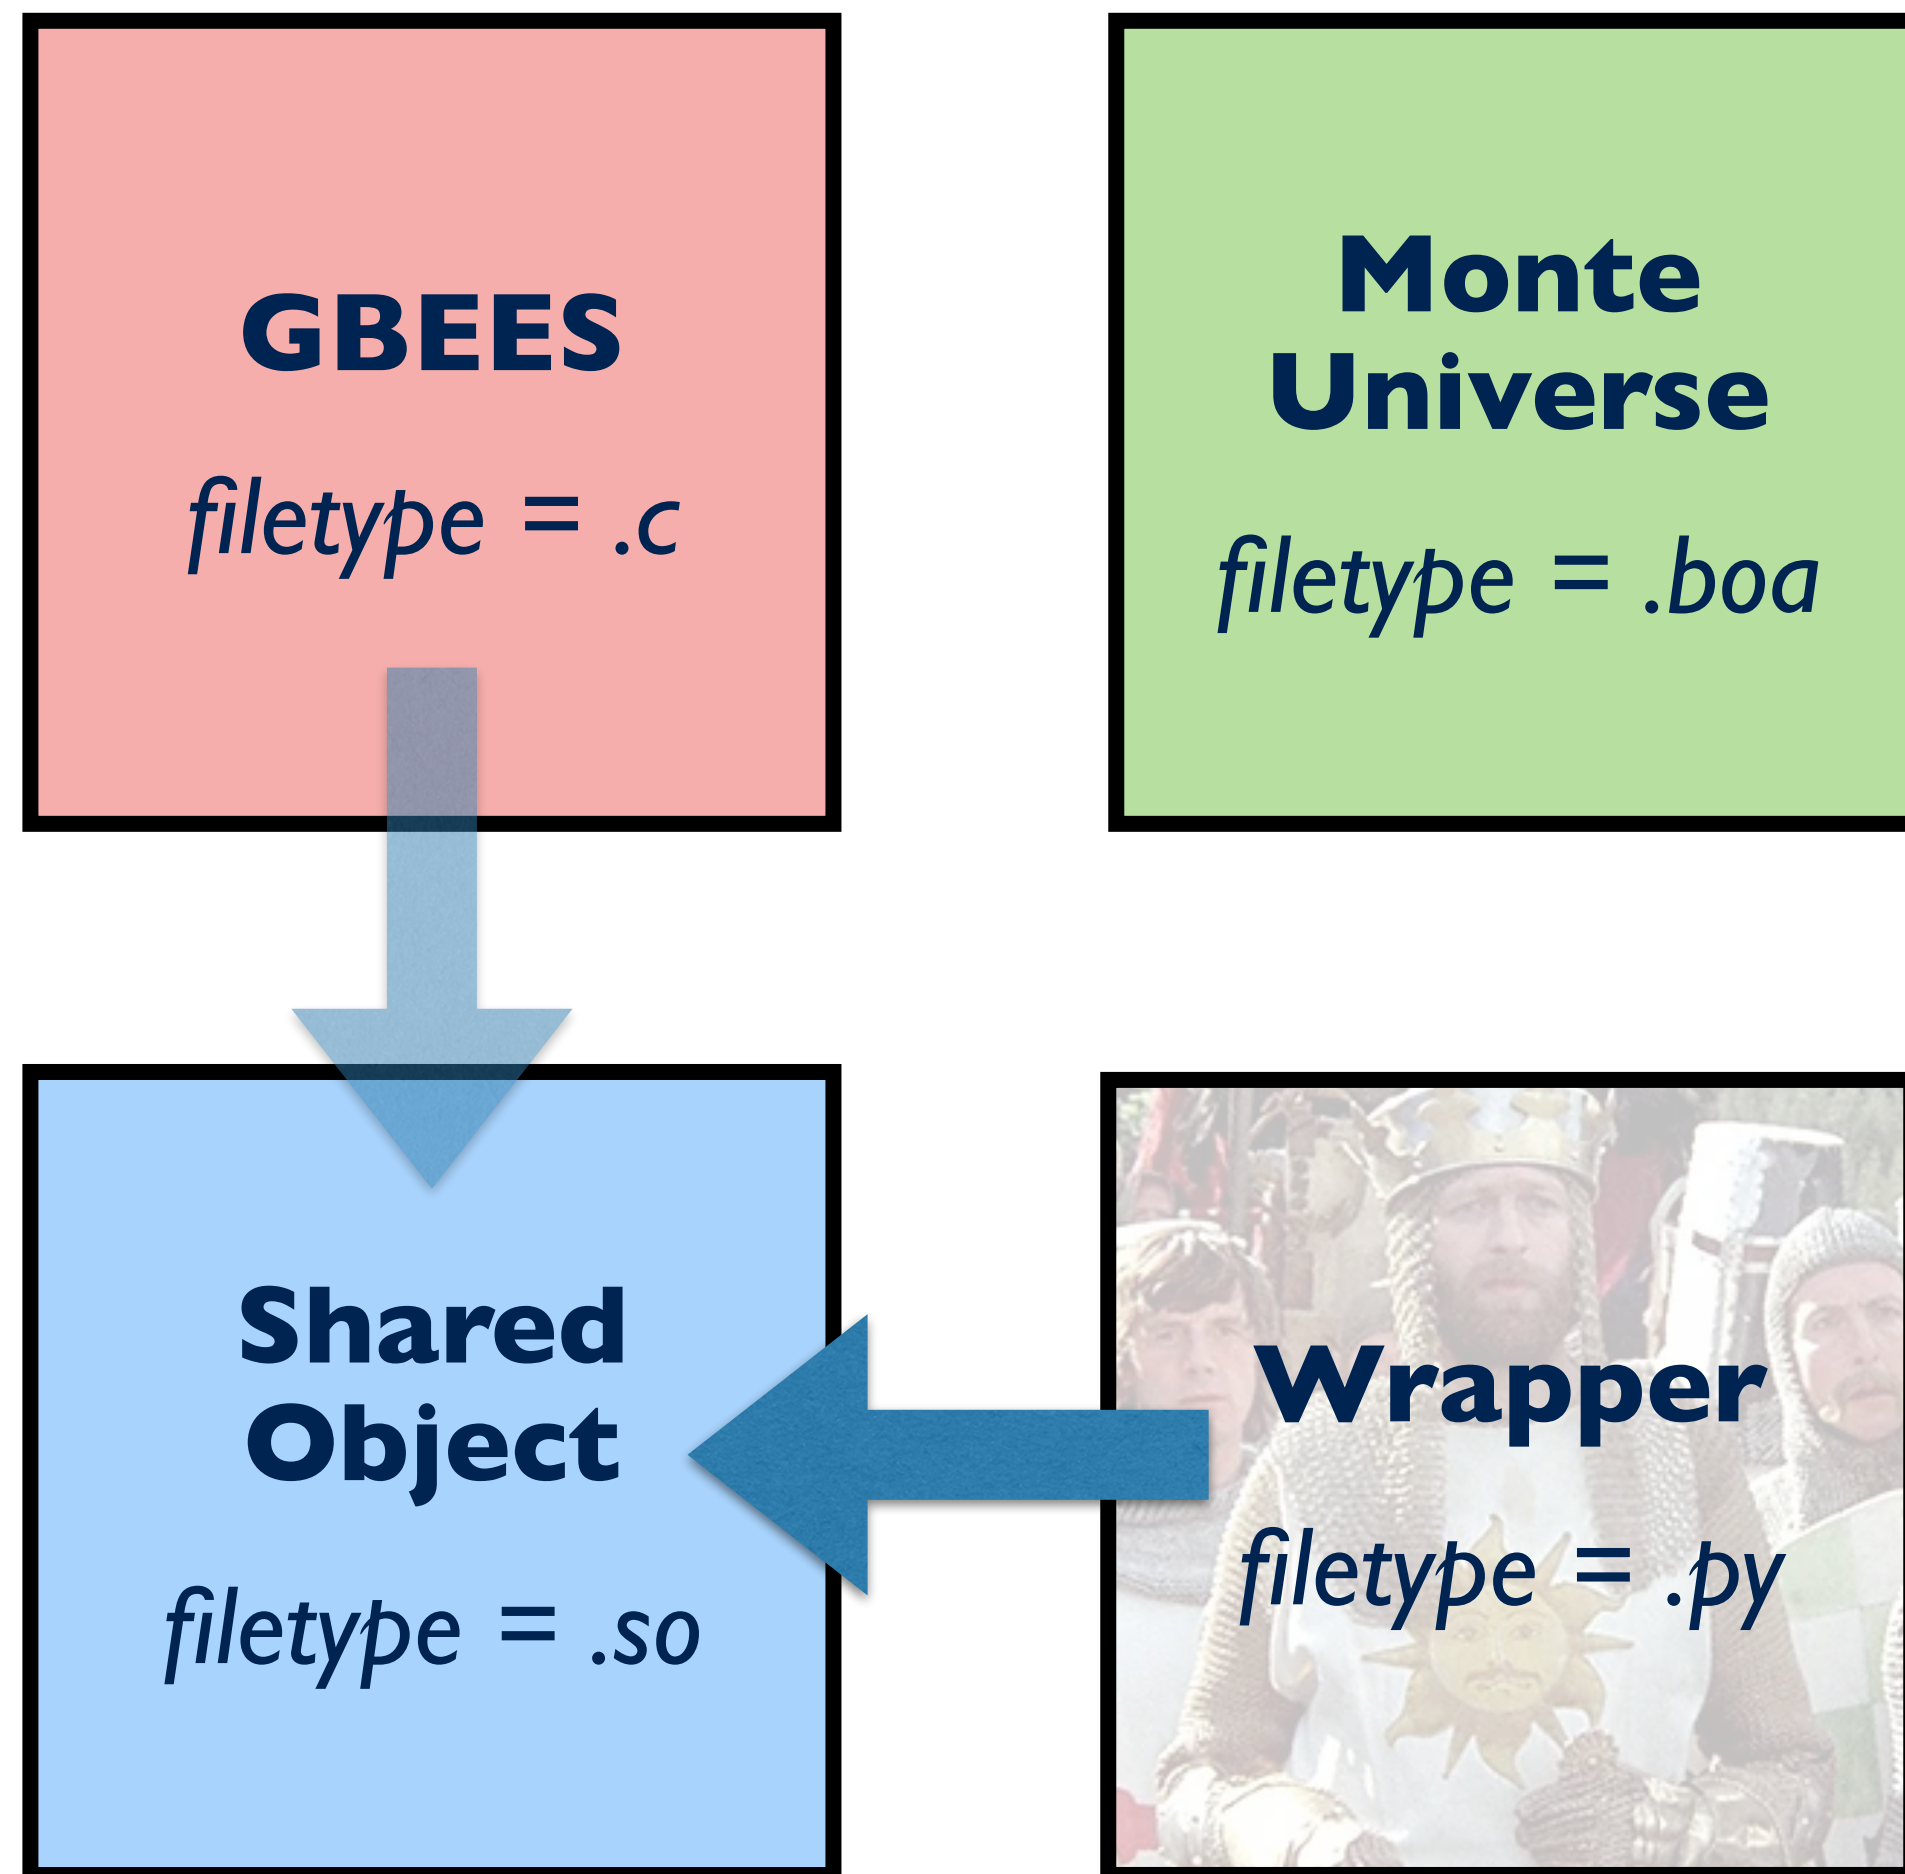 GBEES
filetype = .c
Monte
Universe
filetype = .boa
Shared
Object
filetype = .so
Wrapper
filetype = .py